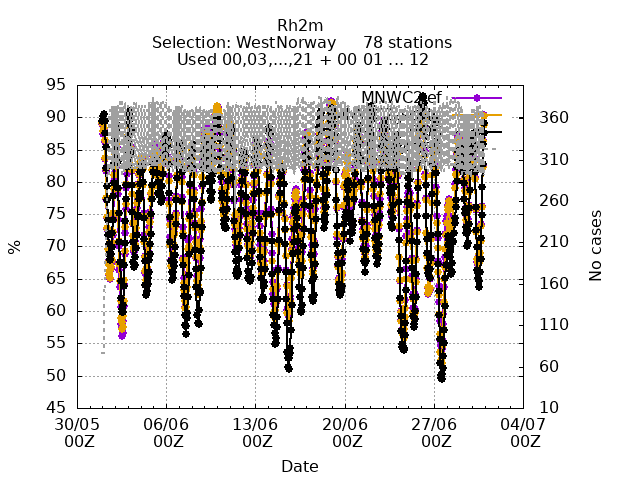 Rh2m
Selection: WestNorway 78 stations
Used 00,03,...,21 + 00 01 ... 12
95
90
85
80
75
70
65
60
55
50
45
%
360
310
260
210
160
110
60
10
No cases
30/05 06/06 13/06 20/06 27/06 04/07
00Z 00Z 00Z 00Z 00Z 00Z
Date